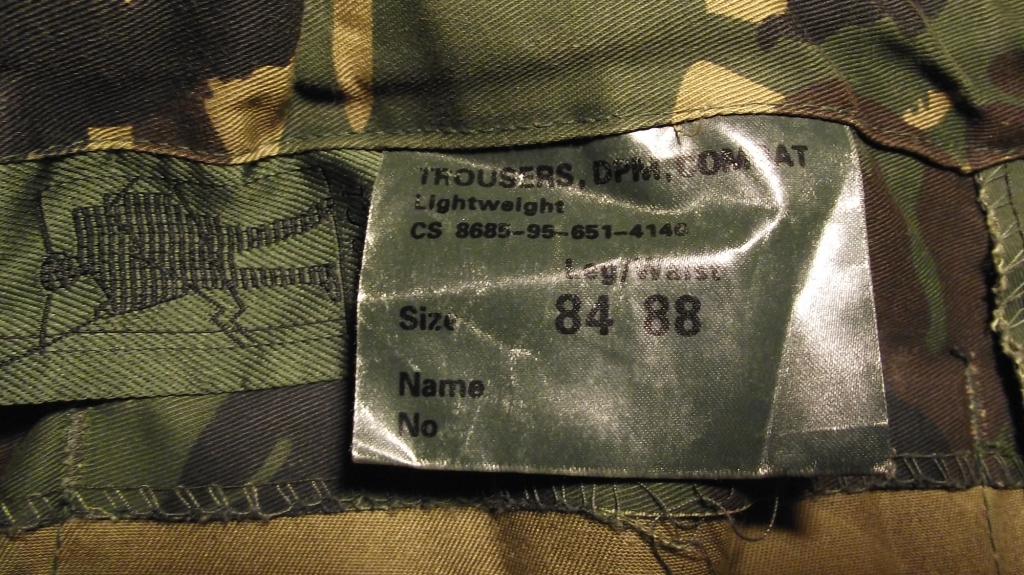 TROUSERS, DPM, COMBAT
Lightweight
CS 8685-95-651-4140
Leg/Waist
Size 84 88
Name
No